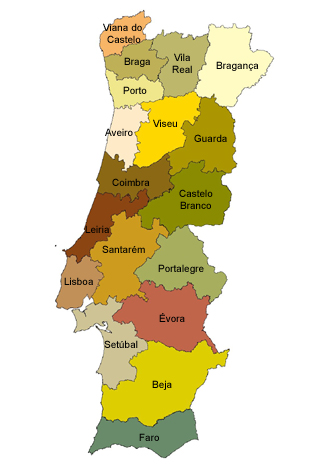 Viana do
Castelo
Braga
Vila
Real
Bragança
Porto
Aveiro
Viseu
Guarda
Coimbra
Castelo
Branco
Leiria
Santarém
Lisboa
Portalegre
Évora
Setúbal
Beja
Faro